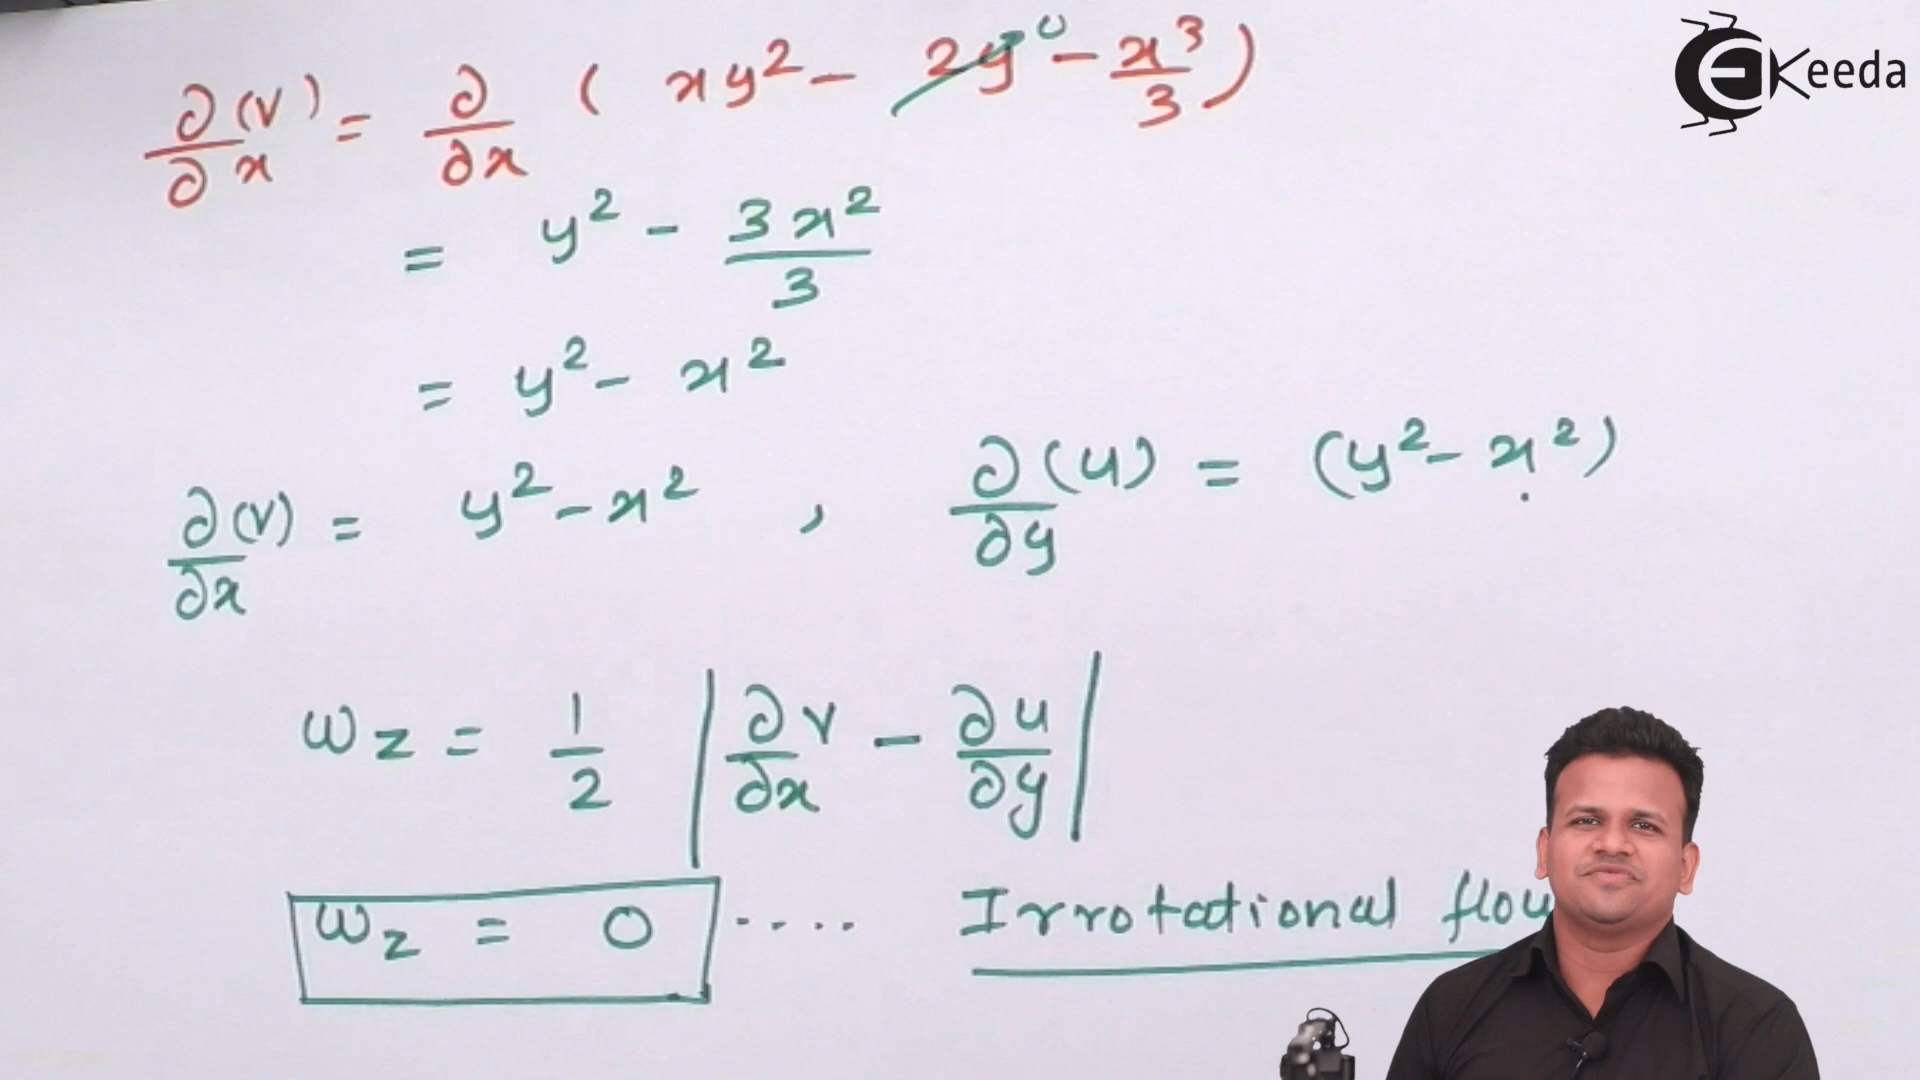 EKeeda
∂(v)/∂x = ∂/∂x ( xy² - 2y⁰ - x³/3 )
= y² - 3x²/3
= y² - x²
∂(v)/∂x = y² - x² , ∂(u)/∂y = (y² - x²)
ωz = 1/2 | ∂v/∂x - ∂u/∂y |
ωz = 0 .... Irrotational flow